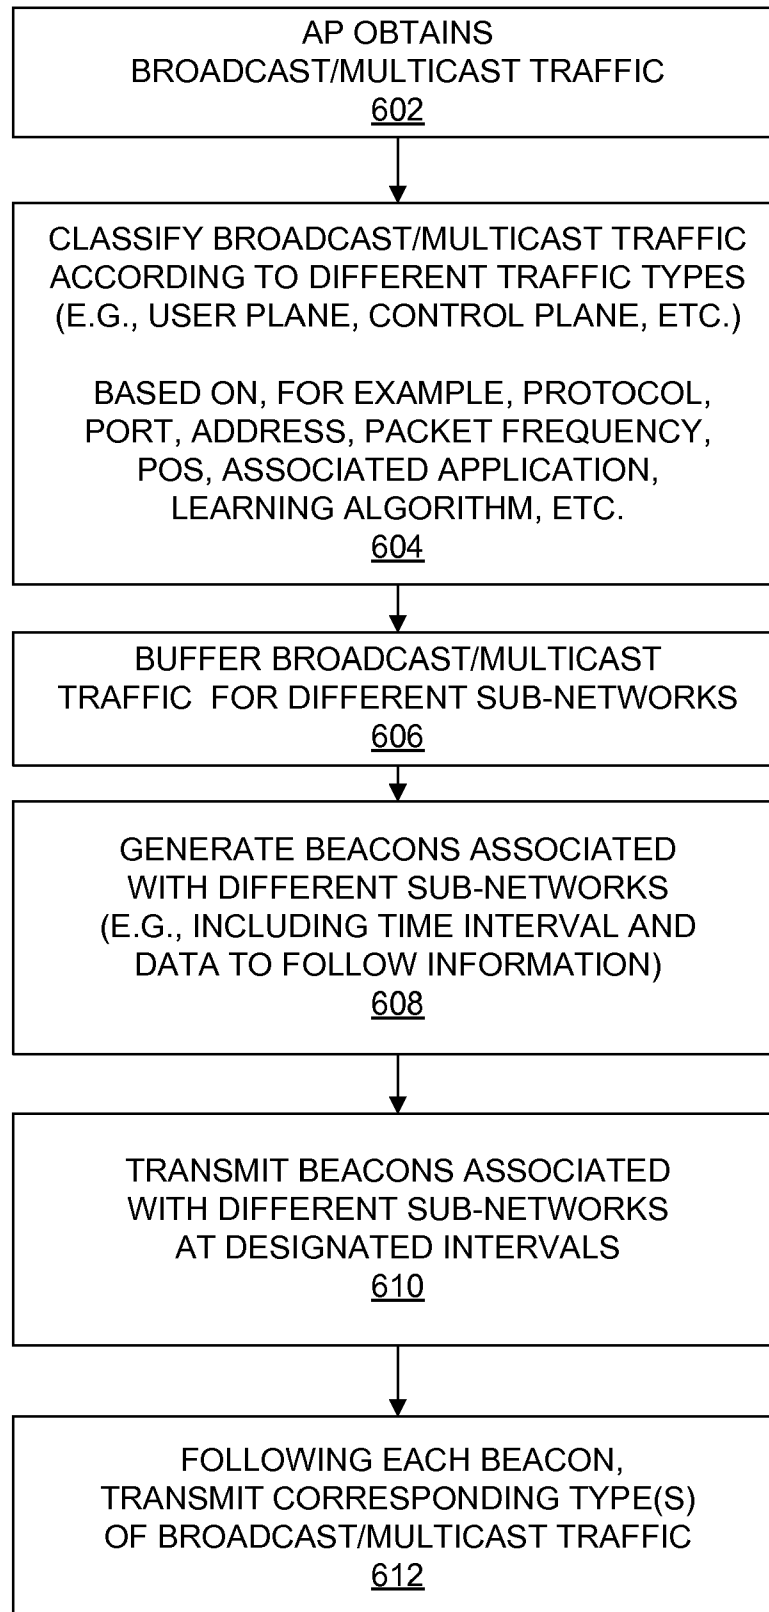 AP OBTAINS
BROADCAST/MULTICAST TRAFFIC
602
CLASSIFY BROADCAST/MULTICAST TRAFFIC
ACCORDING TO DIFFERENT TRAFFIC TYPES
(E.G., USER PLANE, CONTROL PLANE, ETC.)
BASED ON, FOR EXAMPLE, PROTOCOL,
PORT, ADDRESS, PACKET FREQUENCY,
POS, ASSOCIATED APPLICATION,
LEARNING ALGORITHM, ETC.
604
BUFFER BROADCAST/MULTICAST
TRAFFIC FOR DIFFERENT SUB-NETWORKS
606
GENERATE BEACONS ASSOCIATED
WITH DIFFERENT SUB-NETWORKS
(E.G., INCLUDING TIME INTERVAL AND
DATA TO FOLLOW INFORMATION)
608
TRANSMIT BEACONS ASSOCIATED
WITH DIFFERENT SUB-NETWORKS
AT DESIGNATED INTERVALS
610
FOLLOWING EACH BEACON,
TRANSMIT CORRESPONDING TYPE(S)
OF BROADCAST/MULTICAST TRAFFIC
612